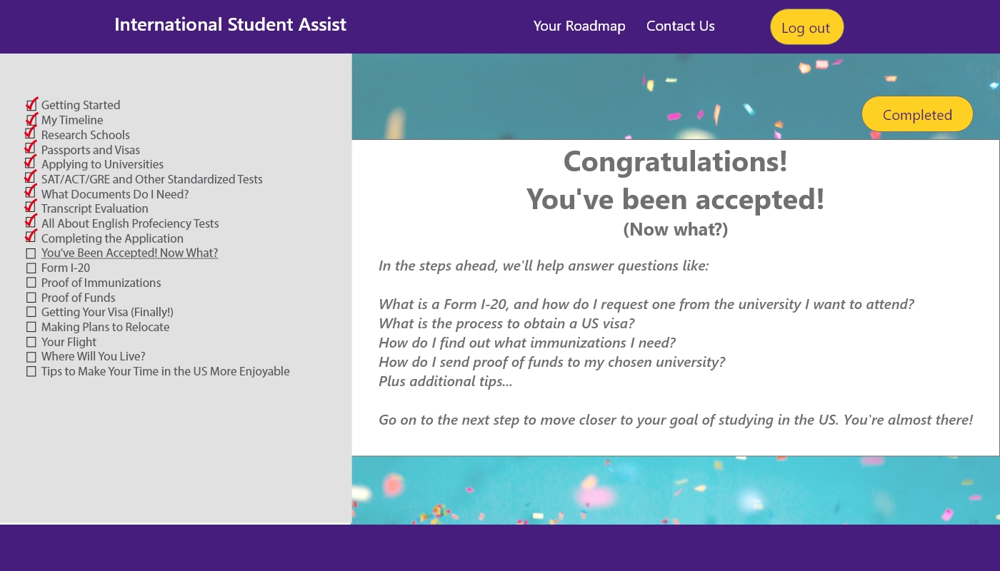 International Student Assist
Your Roadmap
Contact Us
Log out
Getting Started
My Timeline
Research Schools
Passports and Visas
Applying to Universities
SAT/ACT/GRE and Other Standardized Tests
What Documents Do I Need?
Transcript Evaluation
All About English Profeciency Tests
Completing the Application
You’ve Been Accepted! Now What?
Form I-20
Proof of Immunizations
Proof of Funds
Getting Your Visa (Finally!)
Making Plans to Relocate
Your Flight
Where Will You Live?
Tips to Make Your Time in the US More Enjoyable
Completed
Congratulations!
You've been accepted!
(Now what?)
In the steps ahead, we'll help answer questions like:
What is a Form I-20, and how do I request one from the university I want to attend?
What is the process to obtain a US visa?
How do I find out what immunizations I need?
How do I send proof of funds to my chosen university?
Plus additional tips...
Go on to the next step to move closer to your goal of studying in the US. You're almost there!